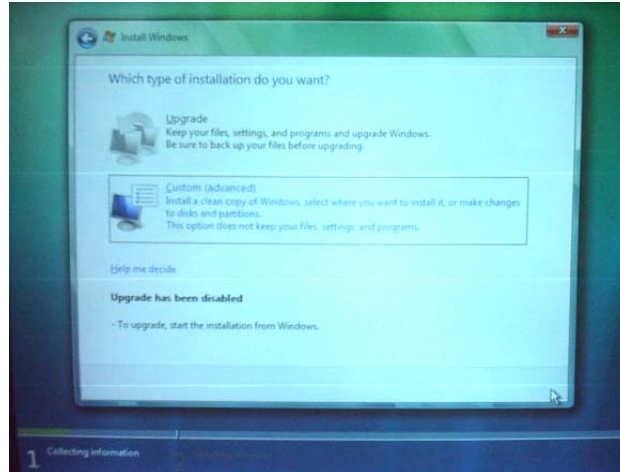 Install Windows
Which type of installation do you want?
Upgrade
Keep your files, settings, and programs and upgrade Windows.
Be sure to back up your files before upgrading.
Custom (advanced)
Install a clean copy of Windows, select where you want to install it, or make changes
to disks and partitions.
This option does not keep your files, settings, and programs.
Help me decide
Upgrade has been disabled
- To upgrade, start the installation from Windows.
1 Collecting information
2